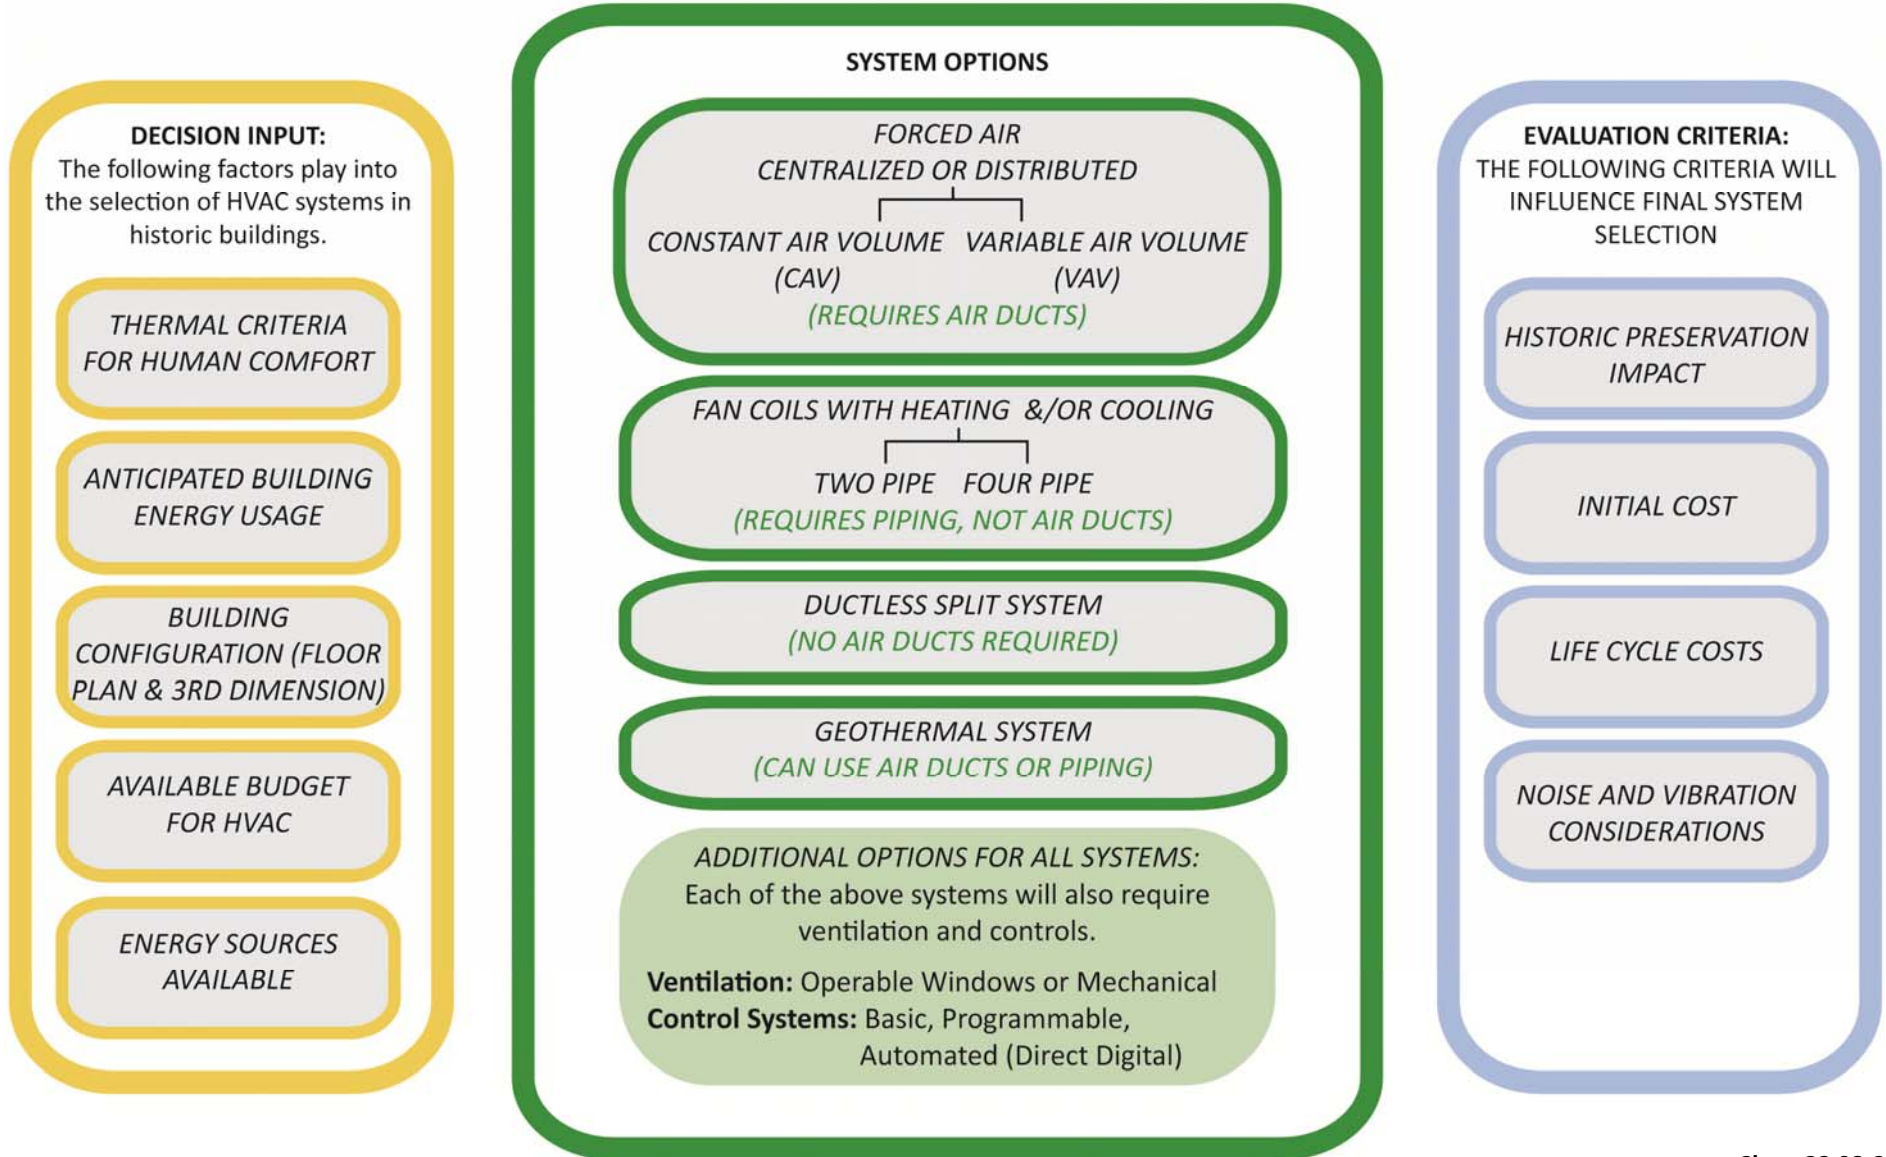 DECISION INPUT:
The following factors play into
the selection of HVAC systems in
historic buildings.
THERMAL CRITERIA
FOR HUMAN COMFORT
ANTICIPATED BUILDING
ENERGY USAGE
BUILDING
CONFIGURATION (FLOOR
PLAN & 3RD DIMENSION)
AVAILABLE BUDGET
FOR HVAC
ENERGY SOURCES
AVAILABLE
SYSTEM OPTIONS
FORCED AIR
CENTRALIZED OR DISTRIBUTED
CONSTANT AIR VOLUME VARIABLE AIR VOLUME
(CAV) (VAV)
(REQUIRES AIR DUCTS)
FAN COILS WITH HEATING &/OR COOLING
TWO PIPE FOUR PIPE
(REQUIRES PIPING, NOT AIR DUCTS)
DUCTLESS SPLIT SYSTEM
(NO AIR DUCTS REQUIRED)
GEOTHERMAL SYSTEM
(CAN USE AIR DUCTS OR PIPING)
ADDITIONAL OPTIONS FOR ALL SYSTEMS:
Each of the above systems will also require
ventilation and controls.
Ventilation: Operable Windows or Mechanical
Control Systems: Basic, Programmable,
Automated (Direct Digital)
EVALUATION CRITERIA:
THE FOLLOWING CRITERIA WILL
INFLUENCE FINAL SYSTEM
SELECTION
HISTORIC PRESERVATION
IMPACT
INITIAL COST
LIFE CYCLE COSTS
NOISE AND VIBRATION
CONSIDERATIONS